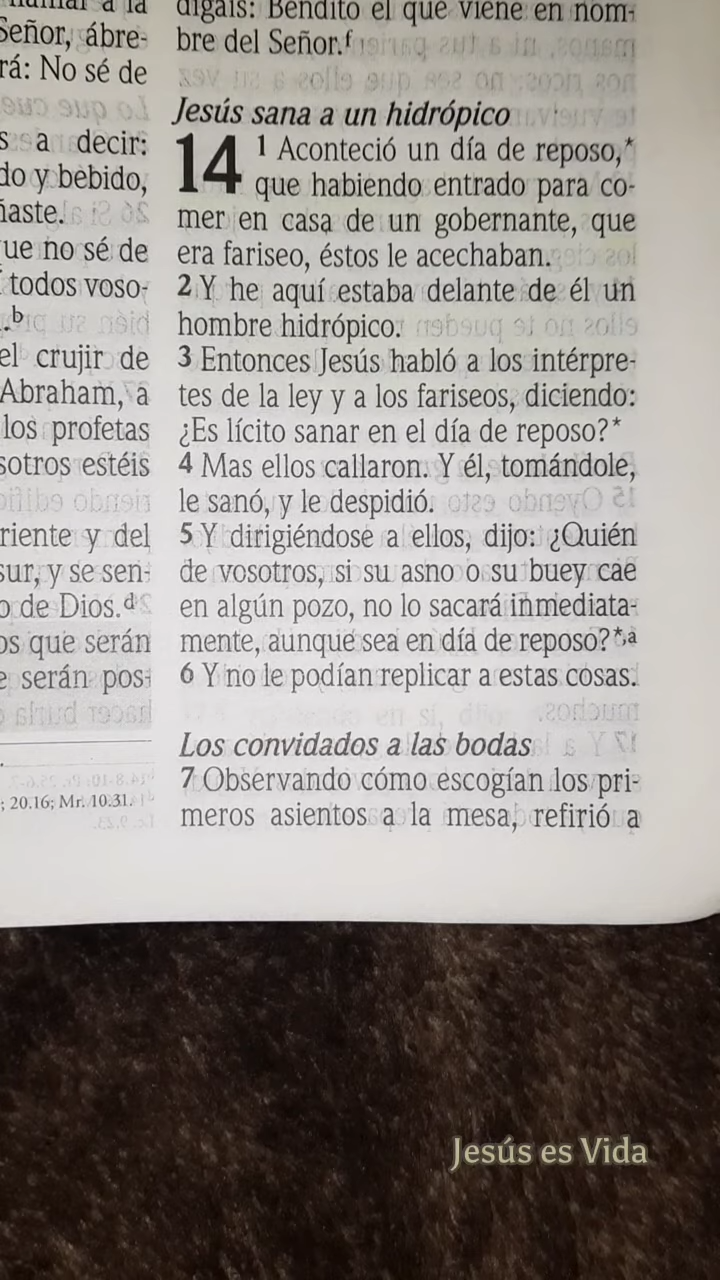 a la
Señor, ábre-
rá: No sé de
s a decir:
do y bebido,
ñaste.
ue no sé de
todos voso-
.b
el crujir de
Abraham, a
los profetas
sotros estéis
riente y del
sur, y se sen-
o de Dios.d
os que serán
e serán pos-
.
; 20.16; Mr. 10.31.
digáis: Bendito el que viene en nom-
bre del Señor.f
Jesús sana a un hidrópico
14 1 Aconteció un día de reposo,*
que habiendo entrado para co-
mer en casa de un gobernante, que
era fariseo, éstos le acechaban.
2 Y he aquí estaba delante de él un
hombre hidrópico.
3 Entonces Jesús habló a los intérpre-
tes de la ley y a los fariseos, diciendo:
¿Es lícito sanar en el día de reposo?*
4 Mas ellos callaron. Y él, tomándole,
le sanó, y le despidió.
5 Y dirigiéndose a ellos, dijo: ¿Quién
de vosotros, si su asno o su buey cae
en algún pozo, no lo sacará inmediata-
mente, aunque sea en día de reposo?*,a
6 Y no le podían replicar a estas cosas.
Los convidados a las bodas
7 Observando cómo escogían los pri-
meros asientos a la mesa, refirió a
Jesús es Vida